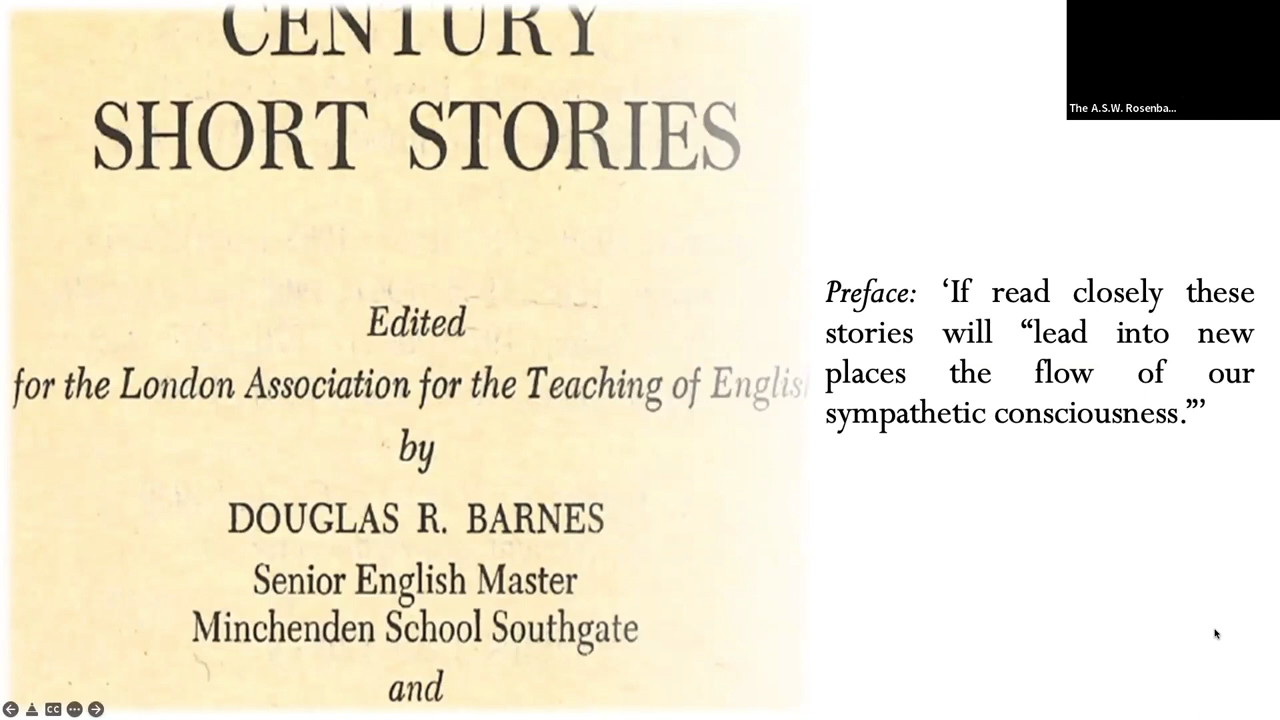 CENTURY
SHORT STORIES
Edited
for the London Association for the Teaching of Englis
by
DOUGLAS R. BARNES
Senior English Master
Minchenden School Southgate
and
Preface: ‘If read closely these
stories will “lead into new
places the flow of our
sympathetic consciousness.”’
The A.S.W. Rosenba...
CC